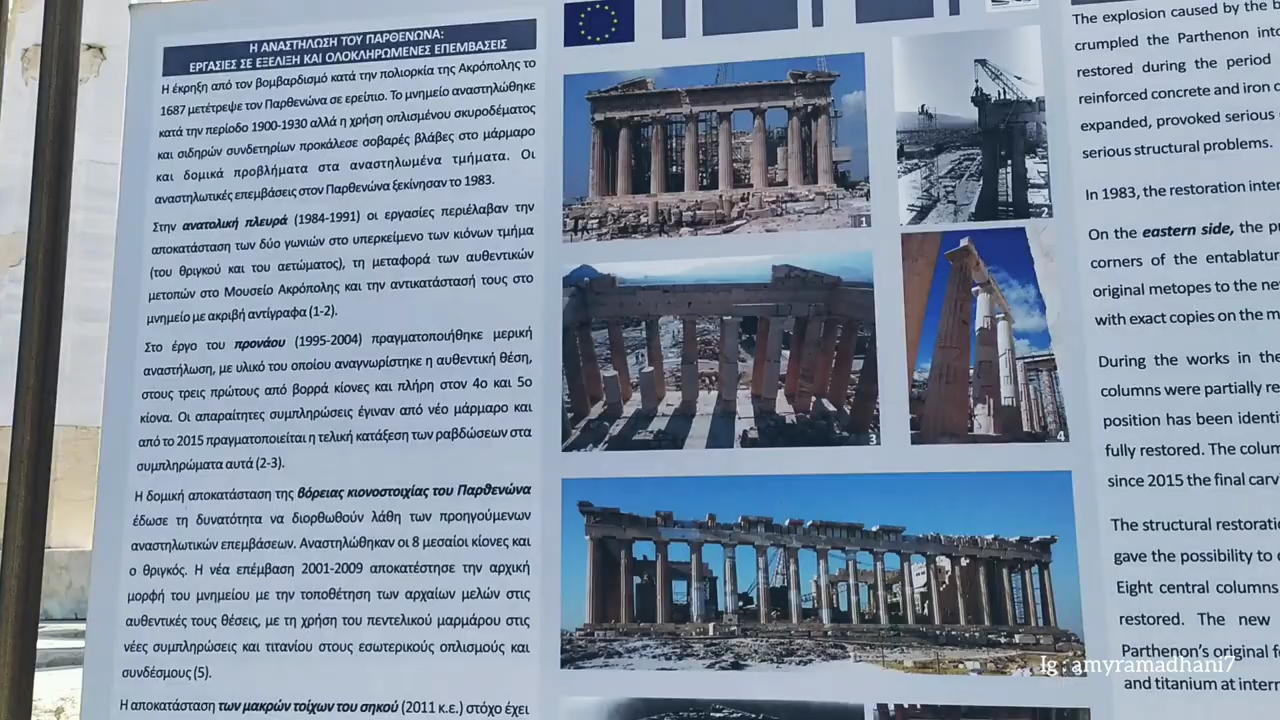 Η ΑΝΑΣΤΗΛΩΣΗ ΤΟΥ ΠΑΡΘΕΝΩΝΑ:
ΕΡΓΑΣΙΕΣ ΣΕ ΕΞΕΛΙΞΗ ΚΑΙ ΟΛΟΚΛΗΡΩΜΕΝΕΣ ΕΠΕΜΒΑΣΕΙΣ
Η έκρηξη από τον βομβαρδισμό κατά την πολιορκία της Ακρόπολης το
1687 μετέτρεψε τον Παρθενώνα σε ερείπιο. Το μνημείο αναστηλώθηκε
κατά την περίοδο 1900-1930 αλλά η χρήση οπλισμένου σκυροδέματος
και σιδηρών συνδετηρίων προκάλεσε σοβαρές βλάβες στο μάρμαρο
και δομικά προβλήματα στα αναστηλωμένα τμήματα. Οι
αναστηλωτικές επεμβάσεις στον Παρθενώνα ξεκίνησαν το 1983.
Στην ανατολική πλευρά (1984-1991) οι εργασίες περιέλαβαν την
αποκατάσταση των δύο γωνιών στο υπερκείμενο των κιόνων τμήμα
(του θριγκού και του αετώματος), τη μεταφορά των αυθεντικών
μετοπών στο Μουσείο Ακρόπολης και την αντικατάστασή τους στο
μνημείο με ακριβή αντίγραφα (1-2).
Στο έργο του προνάου (1995-2004) πραγματοποιήθηκε μερική
αναστήλωση, με υλικό του οποίου αναγνωρίστηκε η αυθεντική θέση,
στους τρεις πρώτους από βορρά κίονες και πλήρη στον 4ο και 5ο
κίονα. Οι απαραίτητες συμπληρώσεις έγιναν από νέο μάρμαρο και
από το 2015 πραγματοποιείται η τελική κατάξεση των ραβδώσεων στα
συμπληρώματα αυτά (2-3).
Η δομική αποκατάσταση της βόρειας κιονοστοιχίας του Παρθενώνα
έδωσε τη δυνατότητα να διορθωθούν λάθη των προηγούμενων
αναστηλωτικών επεμβάσεων. Αναστηλώθηκαν οι 8 μεσαίοι κίονες και
ο θριγκός. Η νέα επέμβαση 2001-2009 αποκατέστησε την αρχική
μορφή του μνημείου με την τοποθέτηση των αρχαίων μελών στις
αυθεντικές τους θέσεις, με τη χρήση του πεντελικού μαρμάρου στις
νέες συμπληρώσεις και τιτανίου στους εσωτερικούς οπλισμούς και
συνδέσμους (5).
Η αποκατάσταση των μακρών τοίχων του σηκού (2011 κ.ε.) στόχο έχει
1
2
3
4
The explosion caused by the b
crumpled the Parthenon into
restored during the period
reinforced concrete and iron c
expanded, provoked serious
serious structural problems.
In 1983, the restoration inter
On the eastern side, the p
corners of the entablatur
original metopes to the ne
with exact copies on the m
During the works in the
columns were partially re
position has been identi
fully restored. The colum
since 2015 the final carv
The structural restorati
gave the possibility to
Eight central columns
restored. The new
Parthenon's original f
and titanium at intern
Ig : amyramadhani7